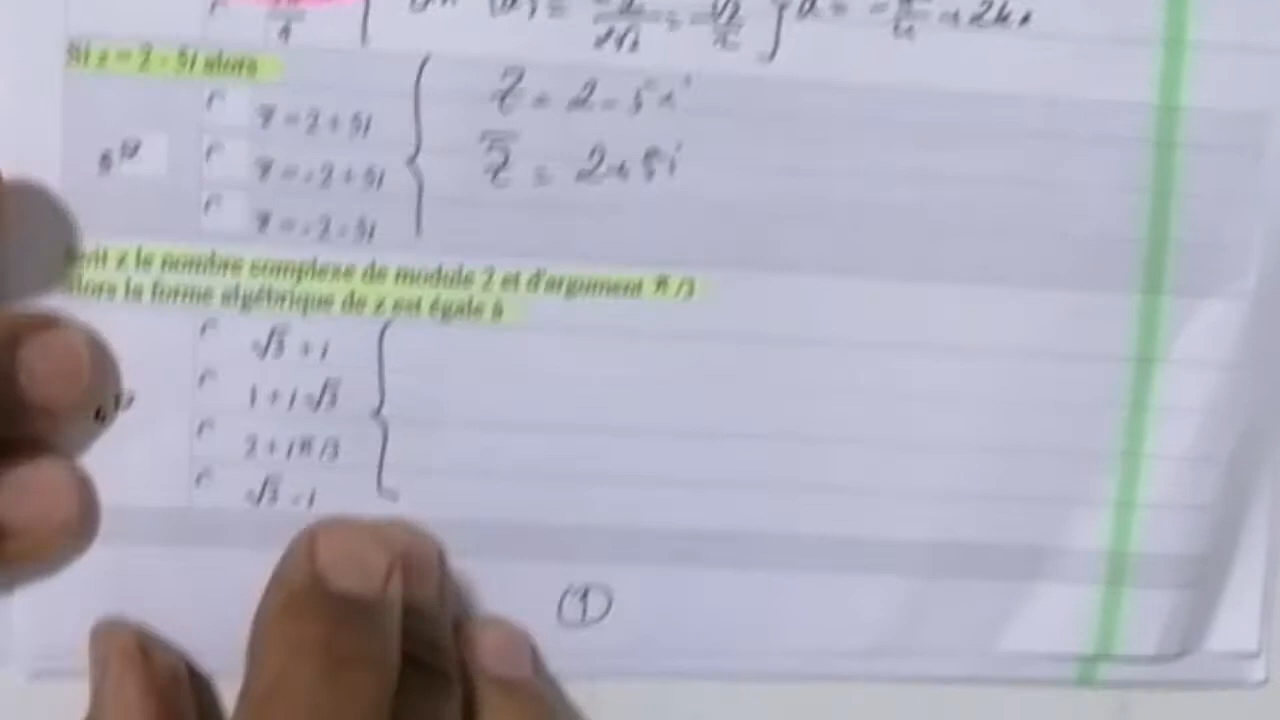 Si z = 2 - 5i alors
z = 2 - 5i
z̅ = 2 + 5i
5
z̅ = 2 + 5i
z̅ = -2 + 5i
z̅ = -2 - 5i
Soit z le nombre complexe de module 2 et d'argument π/3
alors la forme algébrique de z est égale à
√3 + i
1 + i√3
2 + iπ/3
√3 - i
1